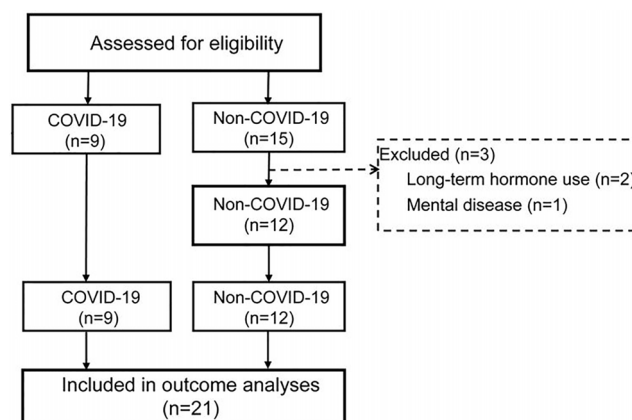 Assessed for eligibility
COVID-19
(n=9)
Non-COVID-19
(n=15)
Excluded (n=3)
Long-term hormone use (n=2)
Mental disease (n=1)
Non-COVID-19
(n=12)
COVID-19
(n=9)
Non-COVID-19
(n=12)
Included in outcome analyses
(n=21)